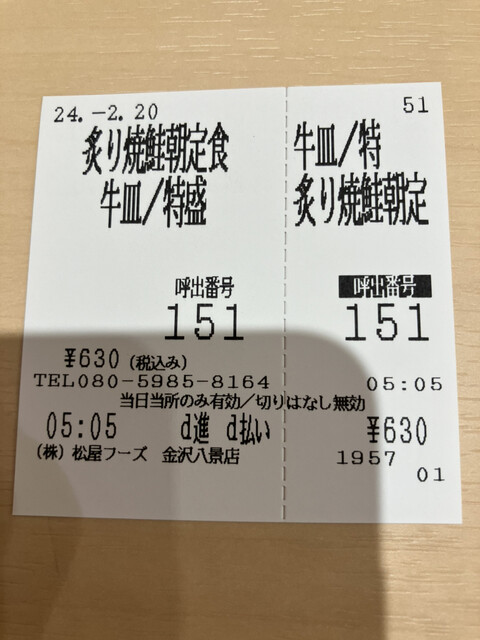 24.-2.20
炙り焼鮭朝定食
牛皿/特盛
呼出番号
151
¥630(税込み)
TEL080-5985-8164
当日当所のみ有効/切りはなし無効
05:05 d進 d払い
(株)松屋フーズ 金沢八景店
51
牛皿/特
炙り焼鮭朝定
呼出番号
151
05:05
¥630
1957
01